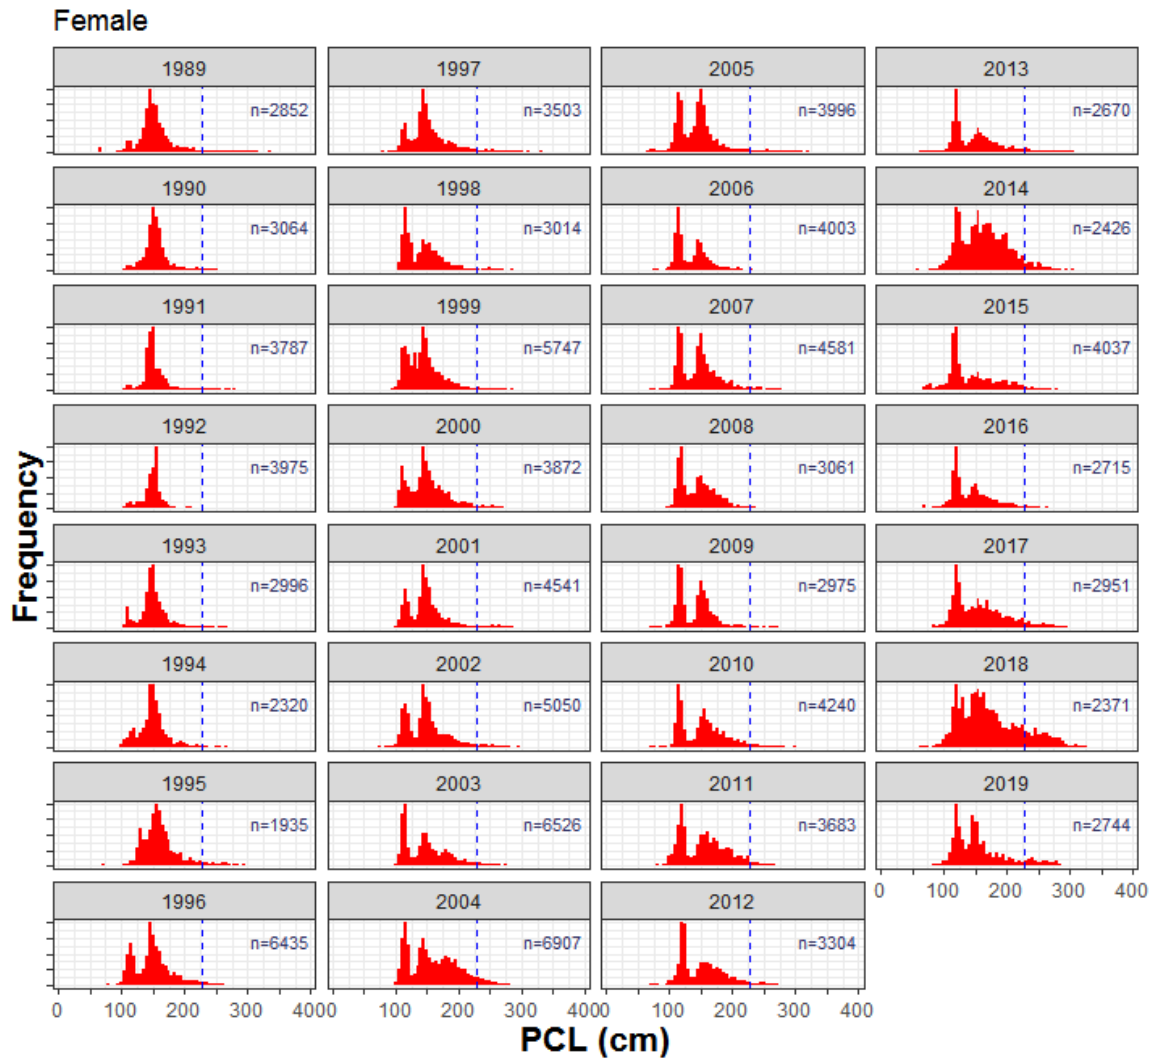 Female
1989 1997 2005 2013
n=2852 n=3503 n=3996 n=2670
1990 1998 2006 2014
n=3064 n=3014 n=4003 n=2426
1991 1999 2007 2015
n=3787 n=5747 n=4581 n=4037
1992 2000 2008 2016
n=3975 n=3872 n=3061 n=2715
1993 2001 2009 2017
n=2996 n=4541 n=2975 n=2951
1994 2002 2010 2018
n=2320 n=5050 n=4240 n=2371
1995 2003 2011 2019
n=1935 n=6526 n=3683 n=2744
0 100 200 300 400
1996 2004 2012
n=6435 n=6907 n=3304
0 100 200 300 400 0 100 200 300 400 0 100 200 300 400
Frequency
PCL (cm)